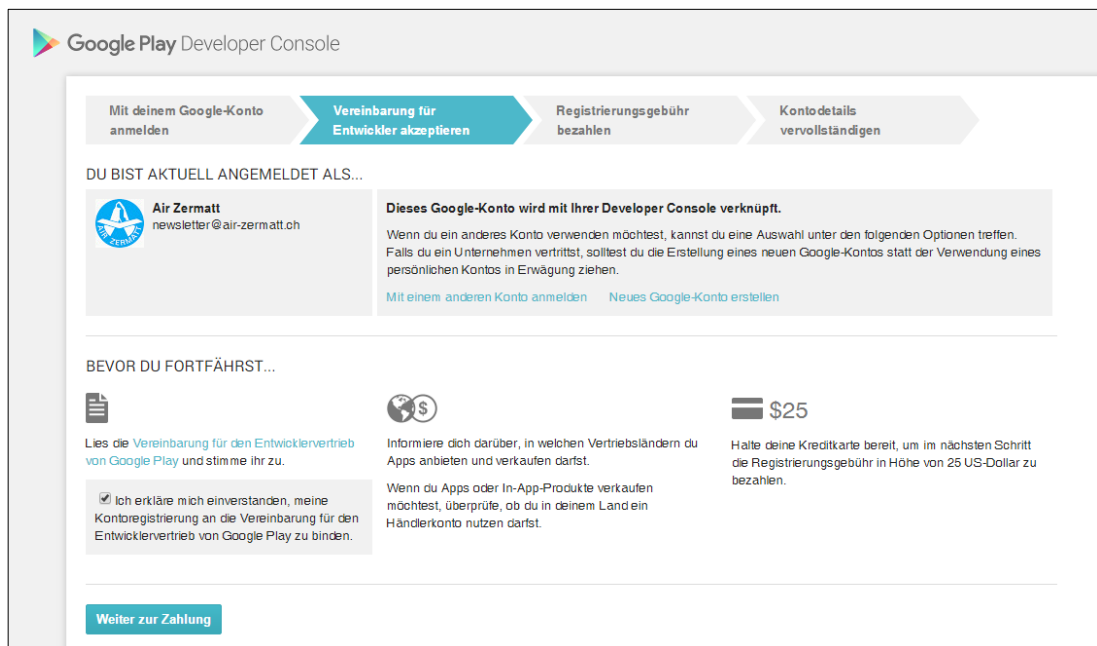 Google Play Developer Console
Mit deinem Google-Konto
anmelden
Vereinbarung für
Entwickler akzeptieren
Registrierungsgebühr
bezahlen
Kontodetails
vervollständigen
DU BIST AKTUELL ANGEMELDET ALS...
AIR ZERMATT
Air Zermatt
newsletter@air-zermatt.ch
Dieses Google-Konto wird mit Ihrer Developer Console verknüpft.
Wenn du ein anderes Konto verwenden möchtest, kannst du eine Auswahl unter den folgenden Optionen treffen.
Falls du ein Unternehmen vertrittst, solltest du die Erstellung eines neuen Google-Kontos statt der Verwendung eines
persönlichen Kontos in Erwägung ziehen.
Mit einem anderen Konto anmelden Neues Google-Konto erstellen
BEVOR DU FORTFÄHRST...
Lies die Vereinbarung für den Entwicklervertrieb
von Google Play und stimme ihr zu.
Ich erkläre mich einverstanden, meine
Kontoregistrierung an die Vereinbarung für den
Entwicklervertrieb von Google Play zu binden.
$
Informiere dich darüber, in welchen Vertriebsländern du
Apps anbieten und verkaufen darfst.
Wenn du Apps oder In-App-Produkte verkaufen
möchtest, überprüfe, ob du in deinem Land ein
Händlerkonto nutzen darfst.
$25
Halte deine Kreditkarte bereit, um im nächsten Schritt
die Registrierungsgebühr in Höhe von 25 US-Dollar zu
bezahlen.
Weiter zur Zahlung